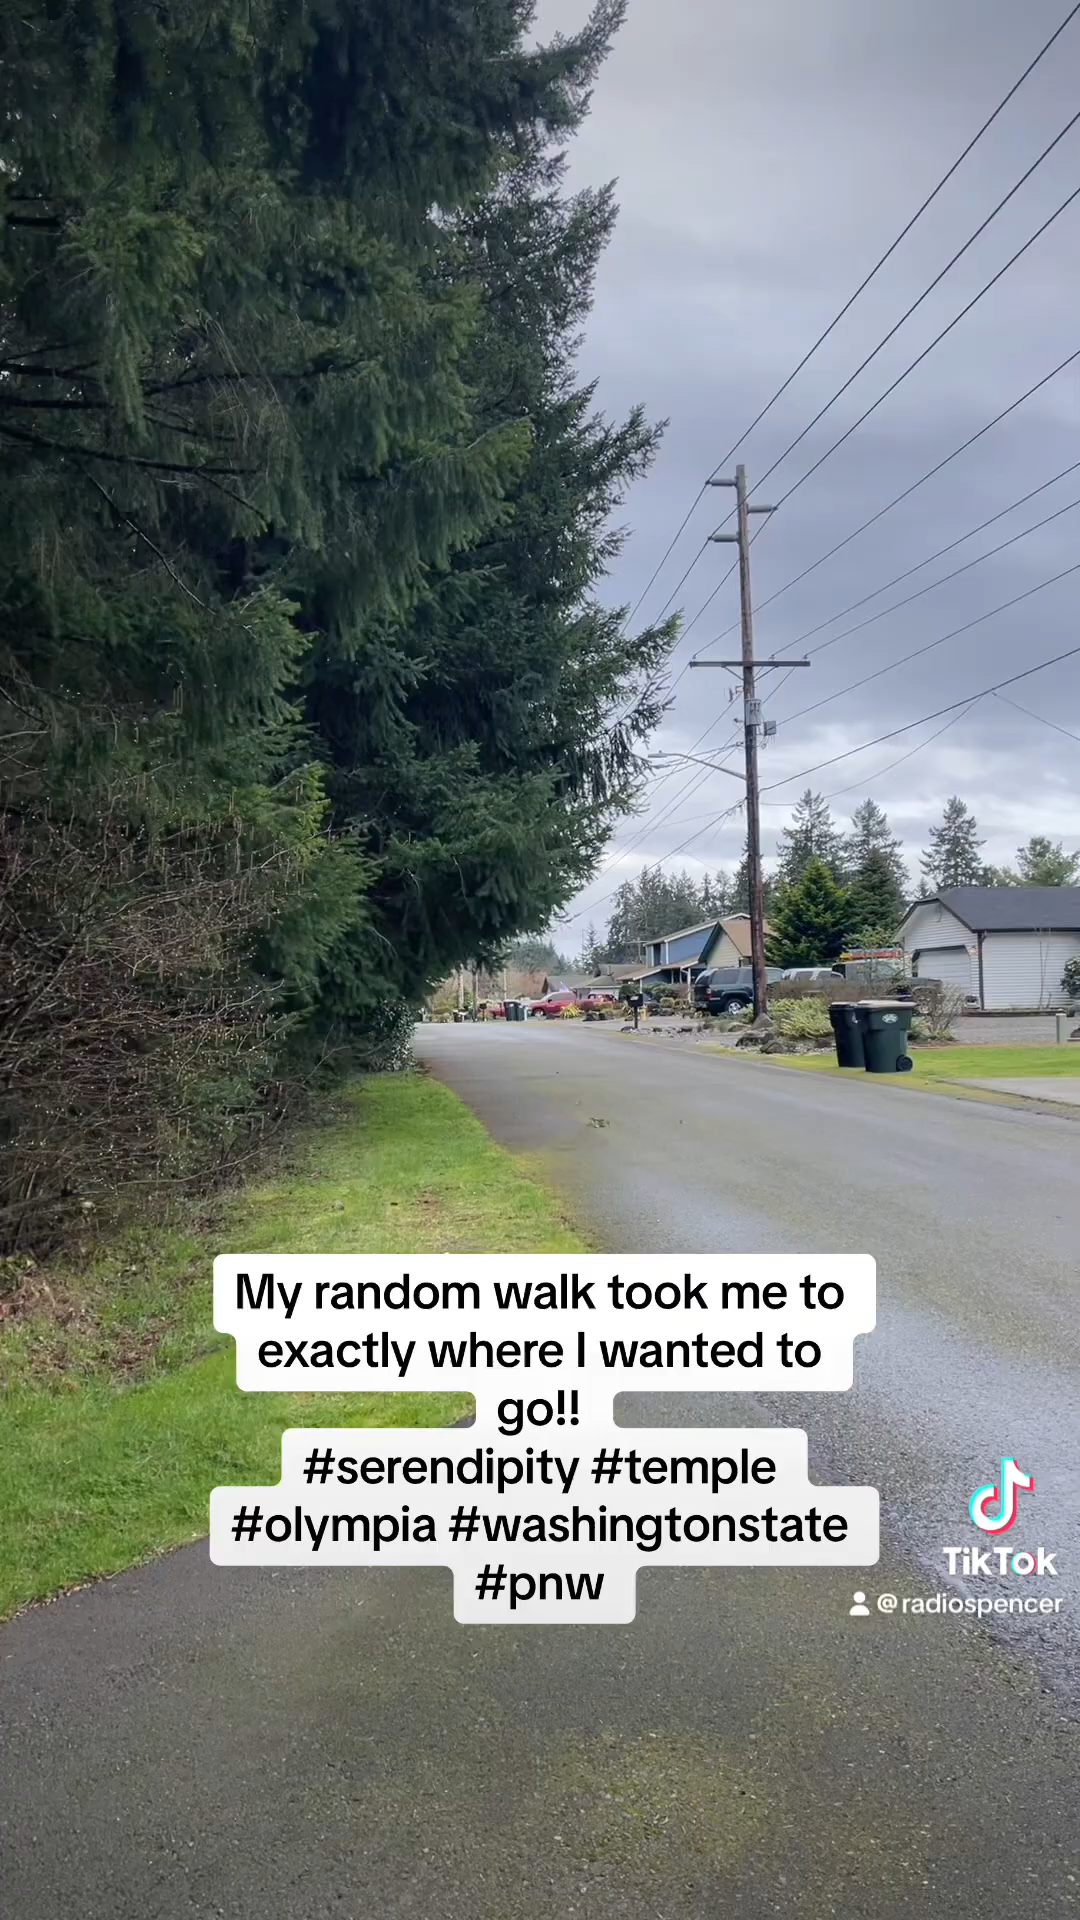 My random walk took me to
exactly where I wanted to
go!!
#serendipity #temple
#olympia #washingtonstate
#pnw
TikTok
@radiospencer